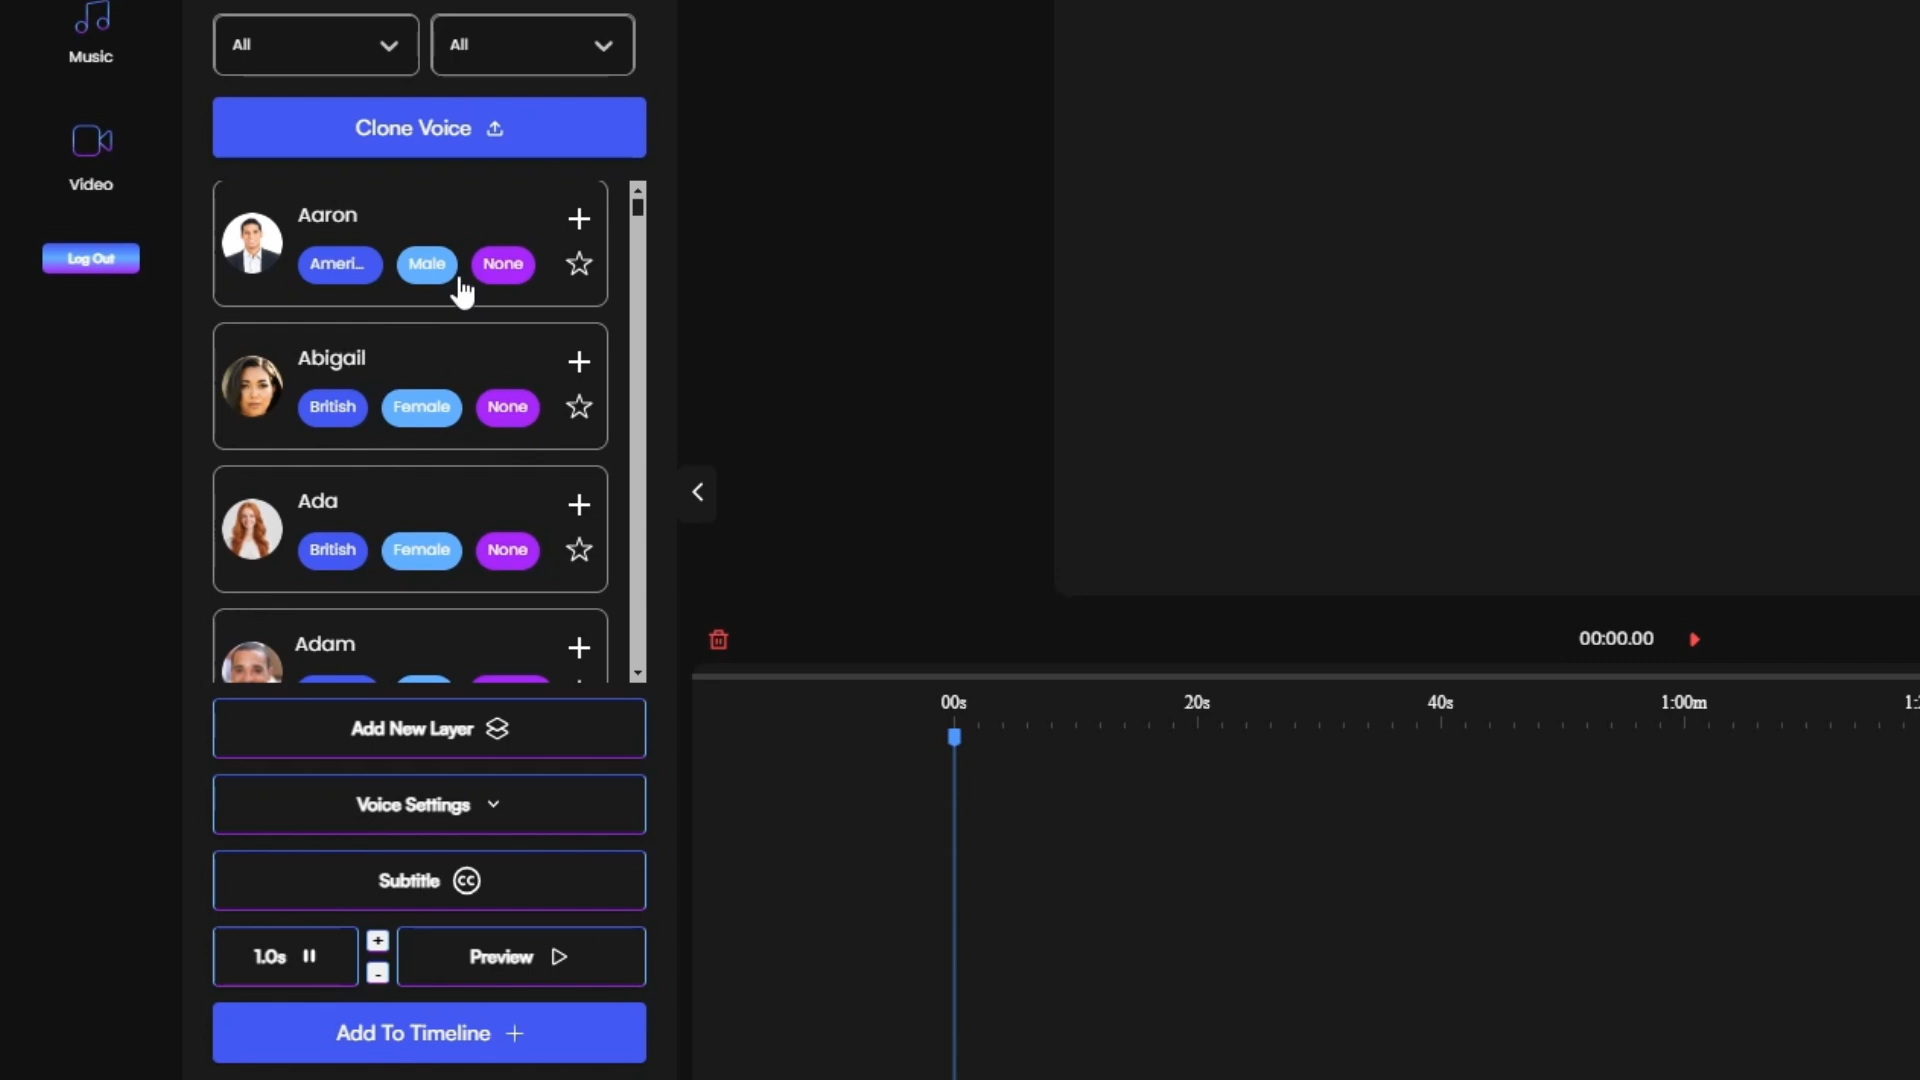 Music
Video
Log Out
All
All
Clone Voice
Aaron
Ameri...
Male
None
Abigail
British
Female
None
Ada
British
Female
None
Adam
Add New Layer
Voice Settings
Subtitle CC
1.0s
+
-
Preview
Add To Timeline +
00:00.00
00s
20s
40s
1:00m